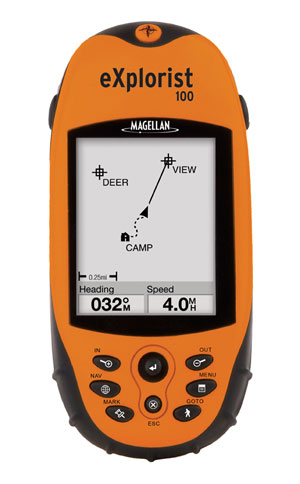 eXplorist
100
MAGELLAN
DEER
VIEW
CAMP
0.25mi
Heading
Speed
032°M
4.0MH
IN
OUT
NAV
MENU
MARK
GOTO
ESC